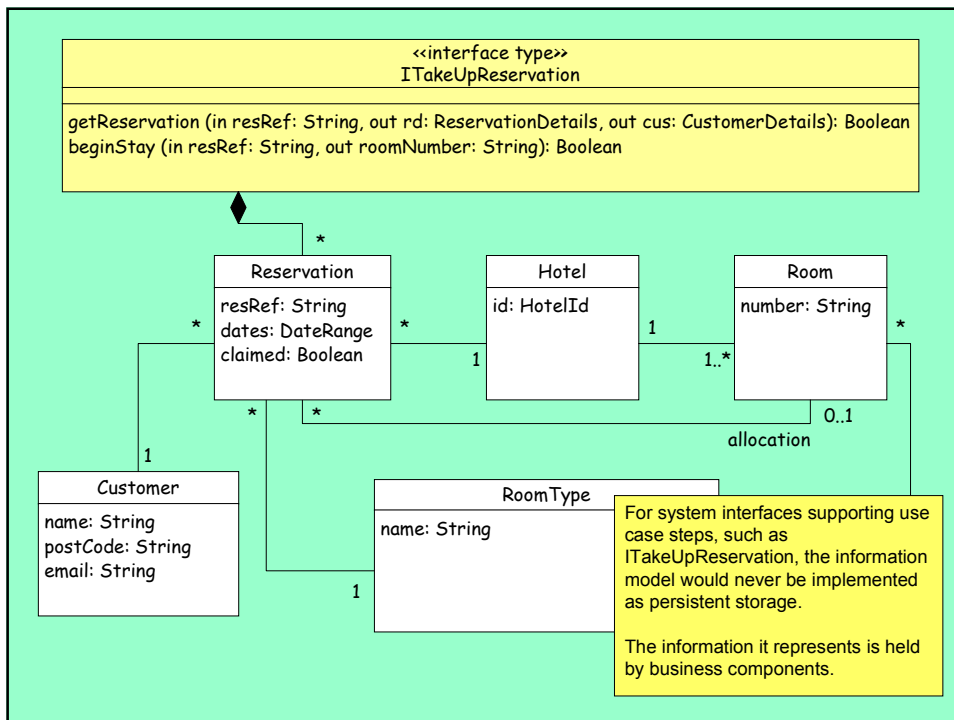 «interface type»
ITakeUpReservation
getReservation (in resRef: String, out rd: ReservationDetails, out cus: CustomerDetails): Boolean
beginStay (in resRef: String, out roomNumber: String): Boolean
*
Reservation
resRef: String
dates: DateRange
claimed: Boolean
Hotel
id: HotelId
Room
number: String
*
*
1
1
1..*
*
*
*
0..1
allocation
1
Customer
name: String
postCode: String
email: String
RoomType
name: String
1
For system interfaces supporting use
case steps, such as
ITakeUpReservation, the information
model would never be implemented
as persistent storage.
The information it represents is held
by business components.